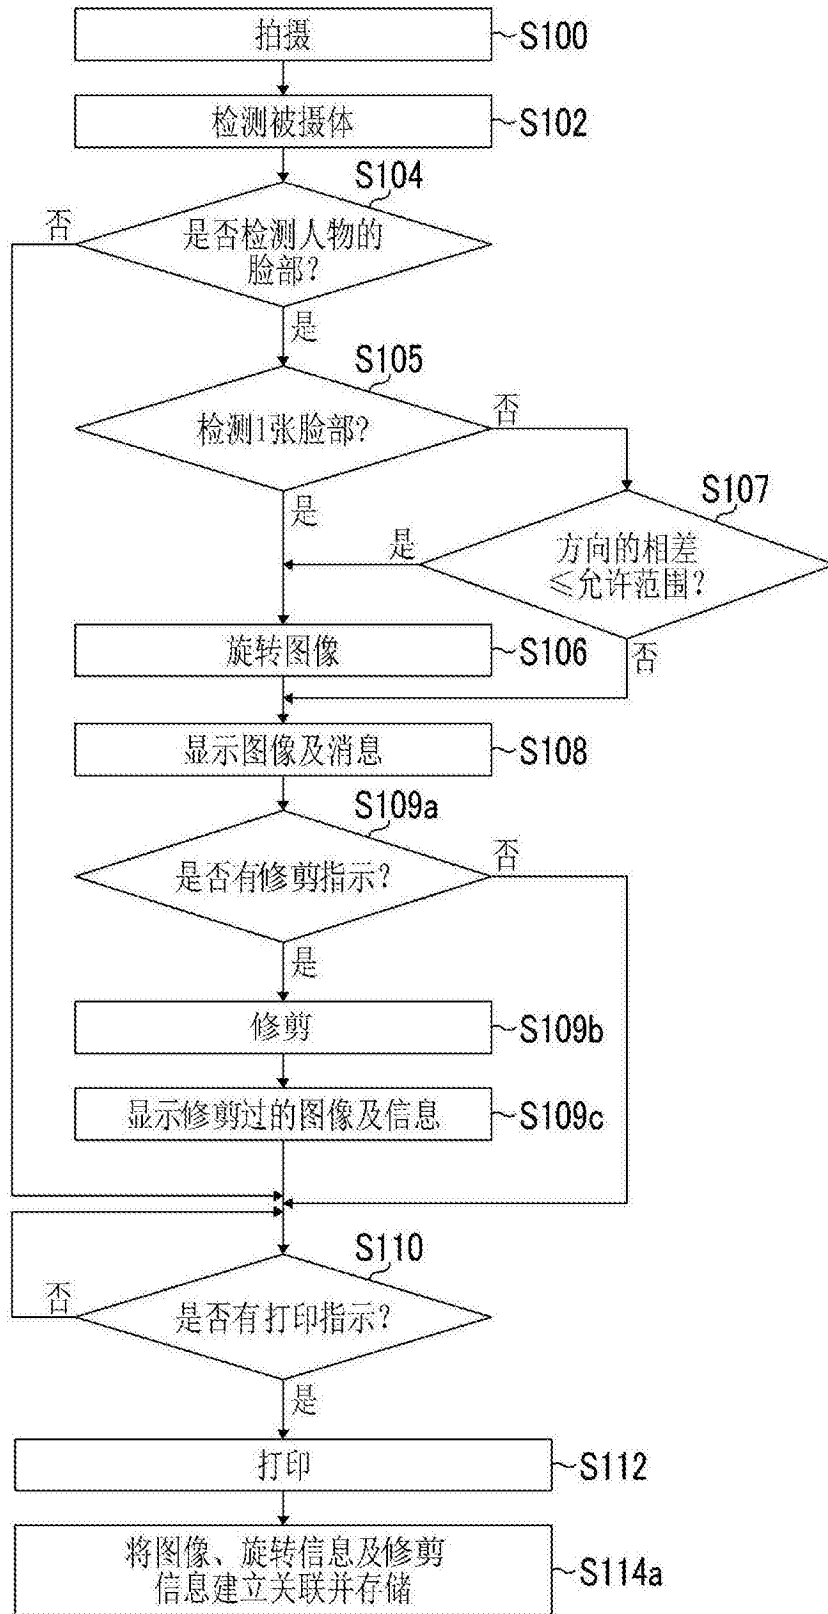 拍摄
S100
检测被摄体
S102
S104
否
是否检测人物的
脸部?
是
S105
检测1张脸部?
否
是
S107
是
方向的相差
≤允许范围?
旋转图像
S106
否
显示图像及消息
S108
S109a
是否有修剪指示?
否
是
修剪
S109b
显示修剪过的图像及信息
S109c
S110
否
是否有打印指示?
是
打印
S112
将图像、旋转信息及修剪
信息建立关联并存储
S114a